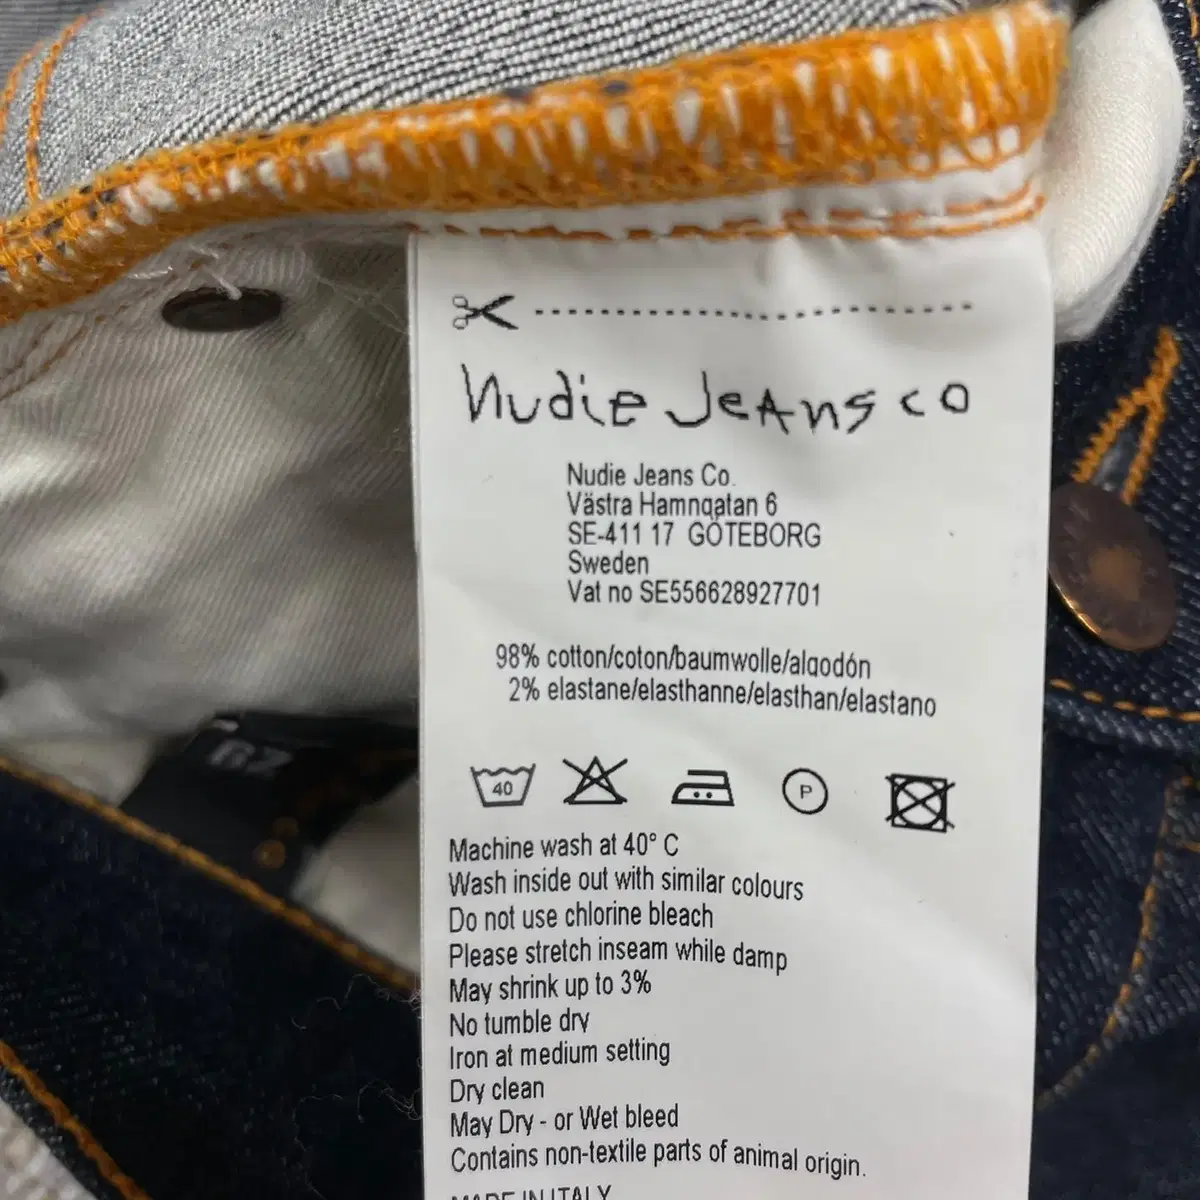 Nudie Jeans co
Nudie Jeans Co.
Västra Hamngatan 6
SE-411 17 GÖTEBORG
Sweden
Vat no SE556628927701
98% cotton/coton/baumwolle/algodón
2% elastane/elasthanne/elasthan/elastano
40
P
Machine wash at 40° C
Wash inside out with similar colours
Do not use chlorine bleach
Please stretch inseam while damp
May shrink up to 3%
No tumble dry
Iron at medium setting
Dry clean
May Dry - or Wet bleed
Contains non-textile parts of animal origin.
MADE IN ITALY